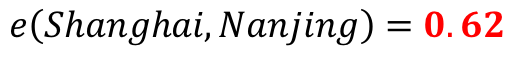 e(Shanghai, Nanjing) = 0.62